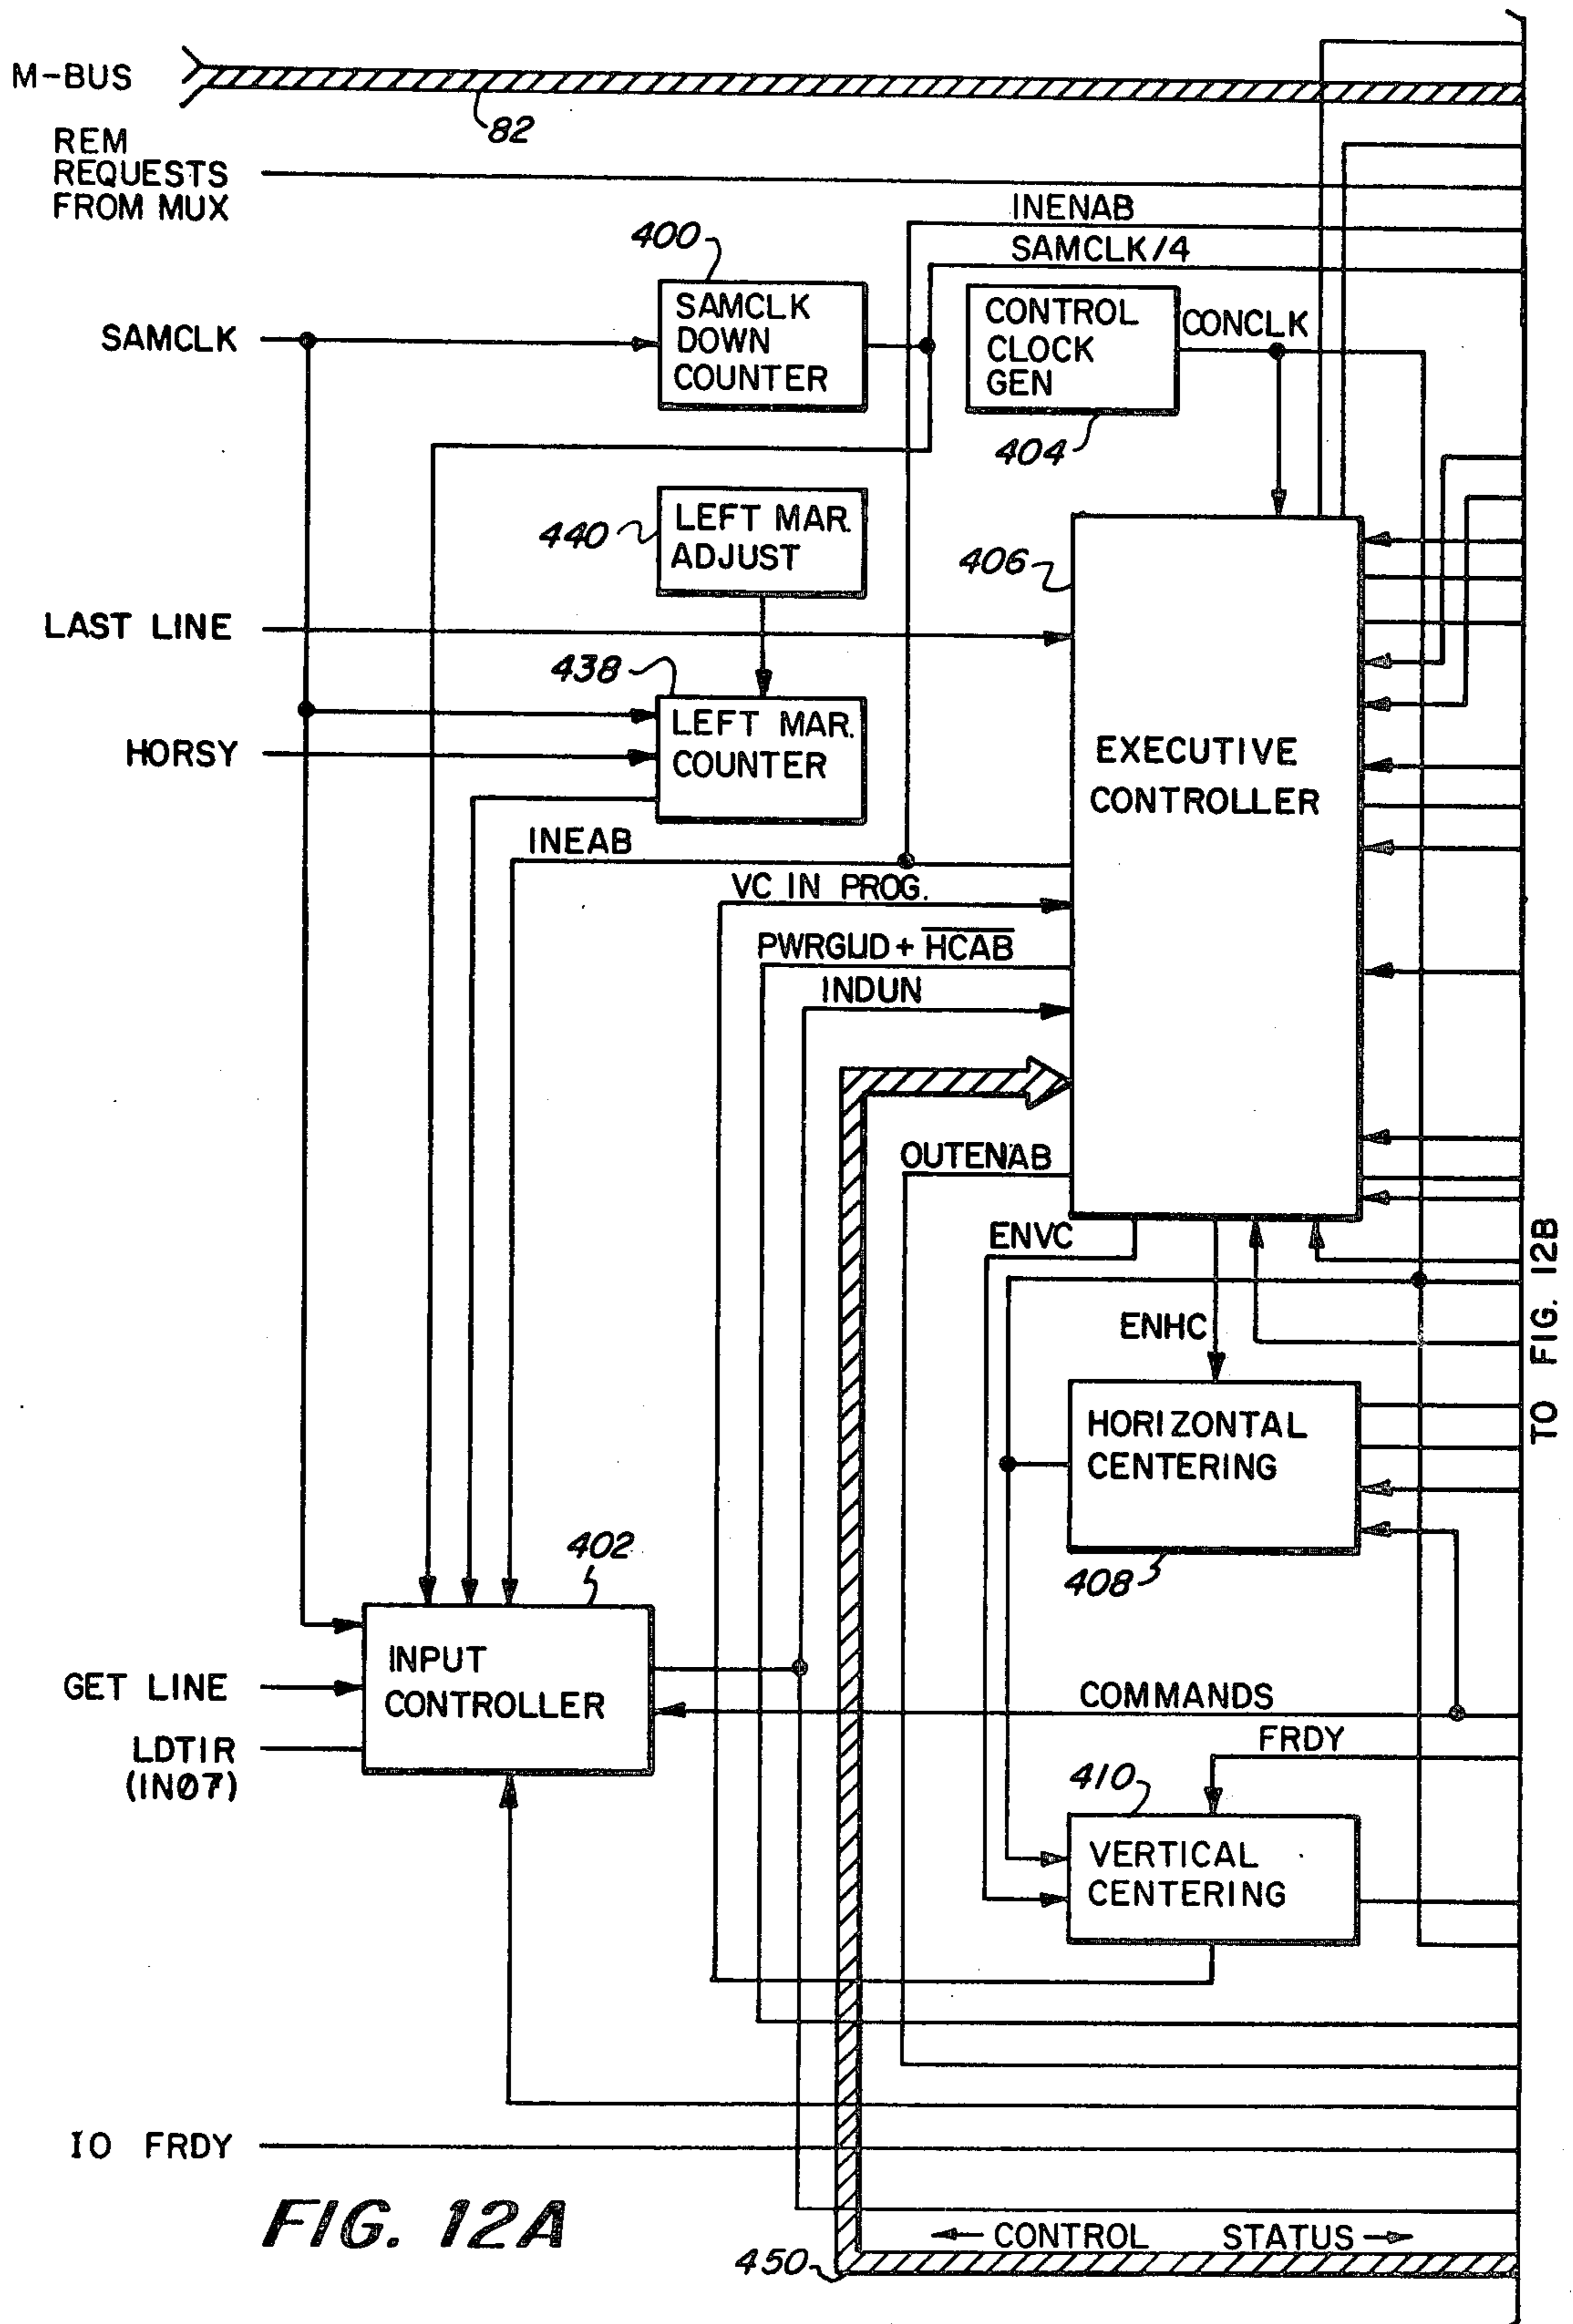 M-BUS
82
REM
REQUESTS
FROM MUX
INENAB
400
SAMCLK/4
SAMCLK
SAMCLK
DOWN
COUNTER
CONTROL
CLOCK
GEN
CONCLK
404
440
LEFT MAR.
ADJUST
406
LAST LINE
438
HORSY
LEFT MAR.
COUNTER
EXECUTIVE
CONTROLLER
INEAB
VC IN PROG.
PWRGUD + H̅C̅A̅B̅
INDUN
OUTENAB
ENVC
ENHC
TO FIG. 12B
HORIZONTAL
CENTERING
408
402
GET LINE
INPUT
CONTROLLER
COMMANDS
LDTIR
(INØ7)
FRDY
410
VERTICAL
CENTERING
IO FRDY
FIG. 12A
← CONTROL STATUS →
450